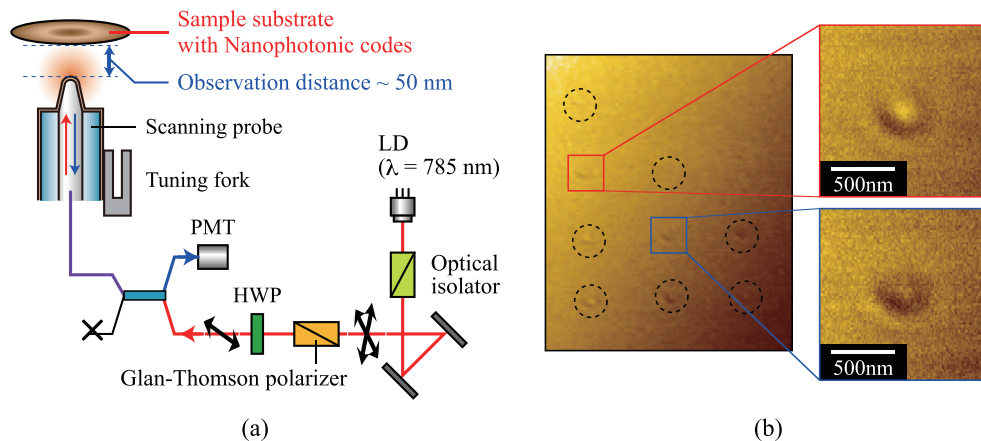 Sample substrate
with Nanophotonic codes
Observation distance ~ 50 nm
Scanning probe
Tuning fork
LD
(λ = 785 nm)
PMT
Optical
isolator
HWP
Glan-Thomson polarizer
(a)
500nm
500nm
(b)